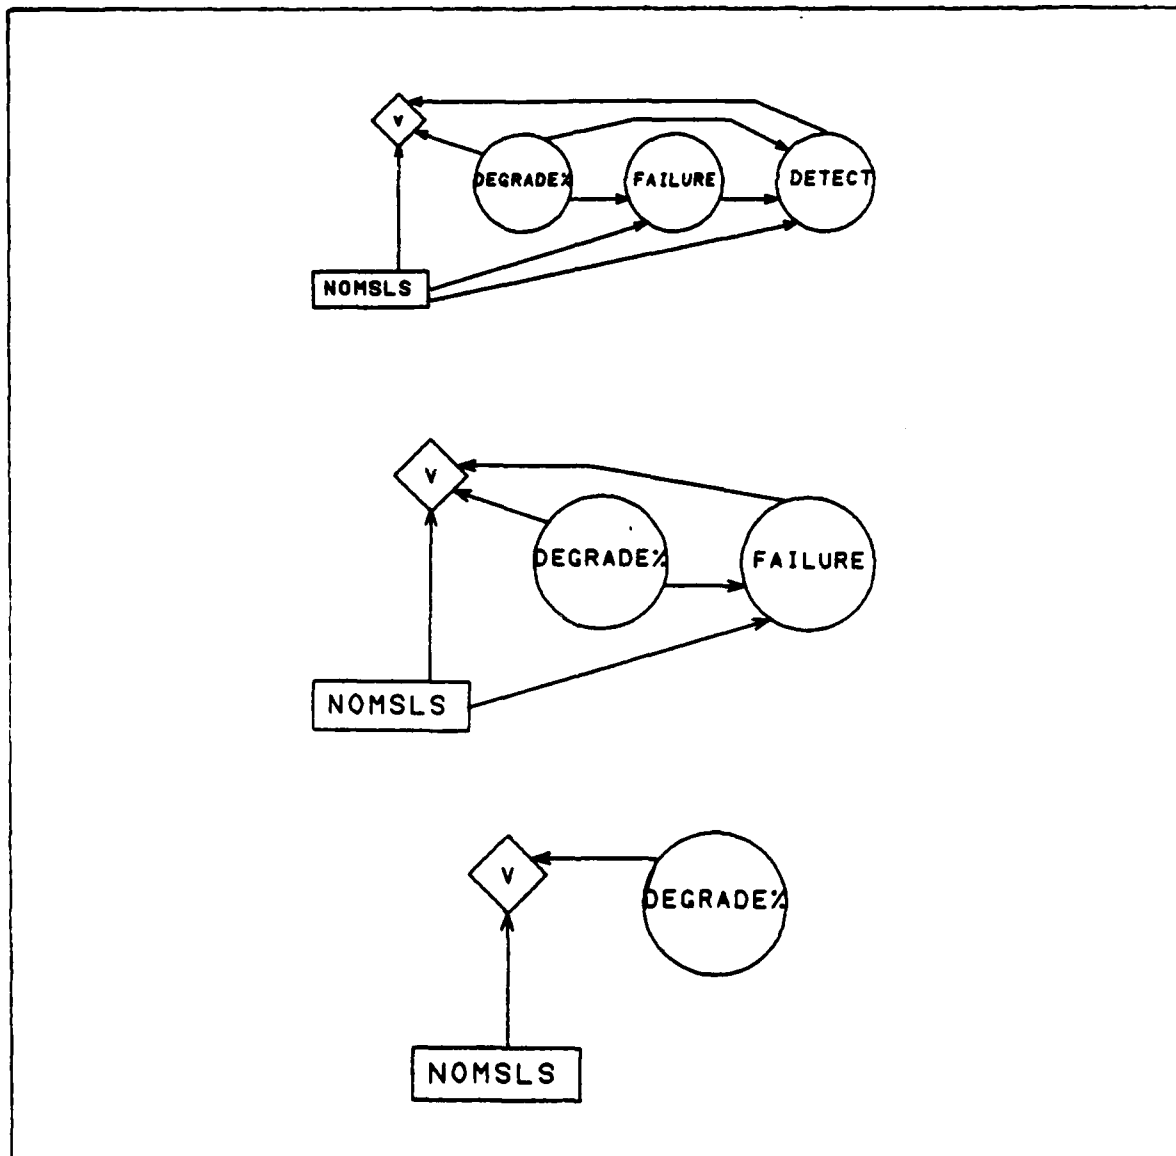 V
DEGRADE% FAILURE DETECT
NOMSLS
V
DEGRADE% FAILURE
NOMSLS
V
DEGRADE%
NOMSLS